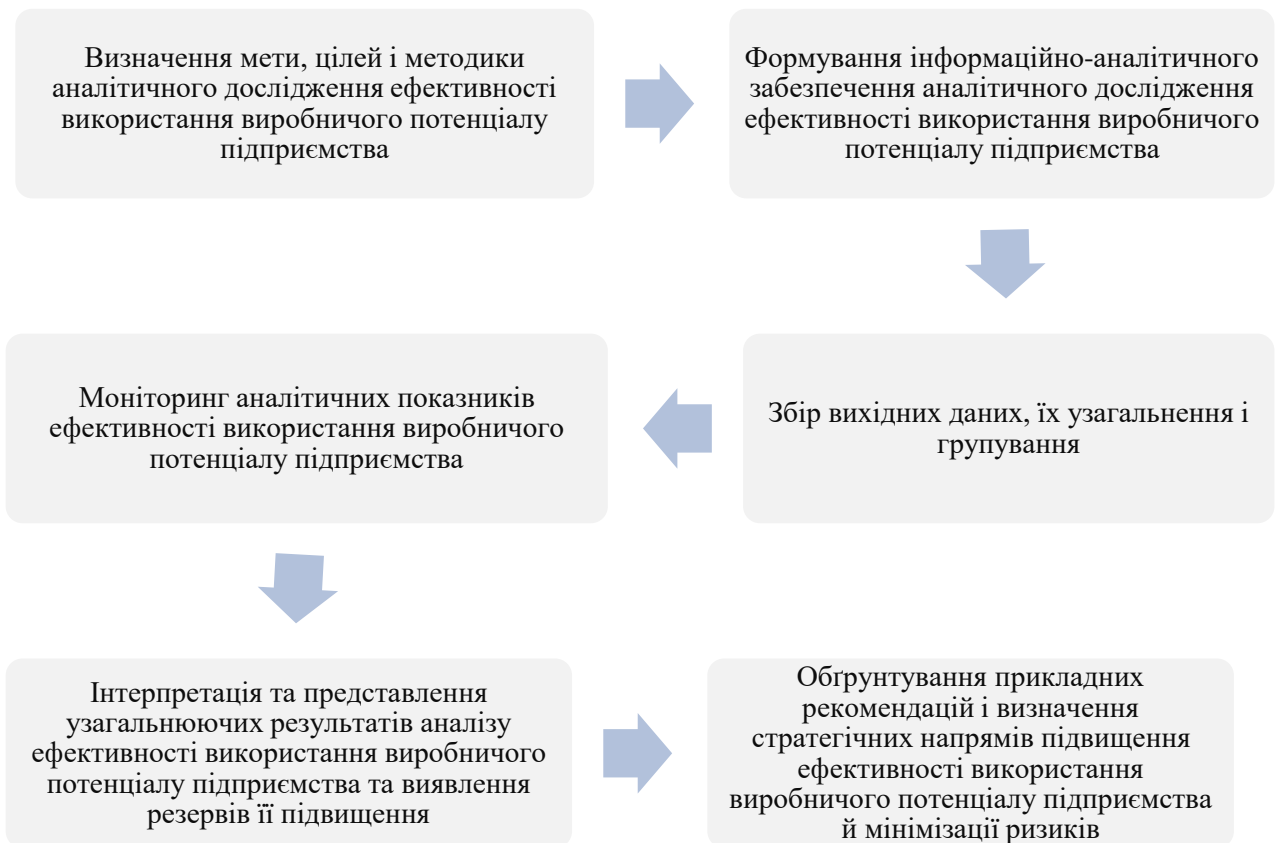 Визначення мети, цілей і методики
аналітичного дослідження ефективності
використання виробничого потенціалу
підприємства
Формування інформаційно-аналітичного
забезпечення аналітичного дослідження
ефективності використання виробничого
потенціалу підприємства
Збір вихідних даних, їх узагальнення і
групування
Моніторинг аналітичних показників
ефективності використання виробничого
потенціалу підприємства
Інтерпретація та представлення
узагальнюючих результатів аналізу
ефективності використання виробничого
потенціалу підприємства та виявлення
резервів її підвищення
Обґрунтування прикладних
рекомендацій і визначення
стратегічних напрямів підвищення
ефективності використання
виробничого потенціалу підприємства
й мінімізації ризиків